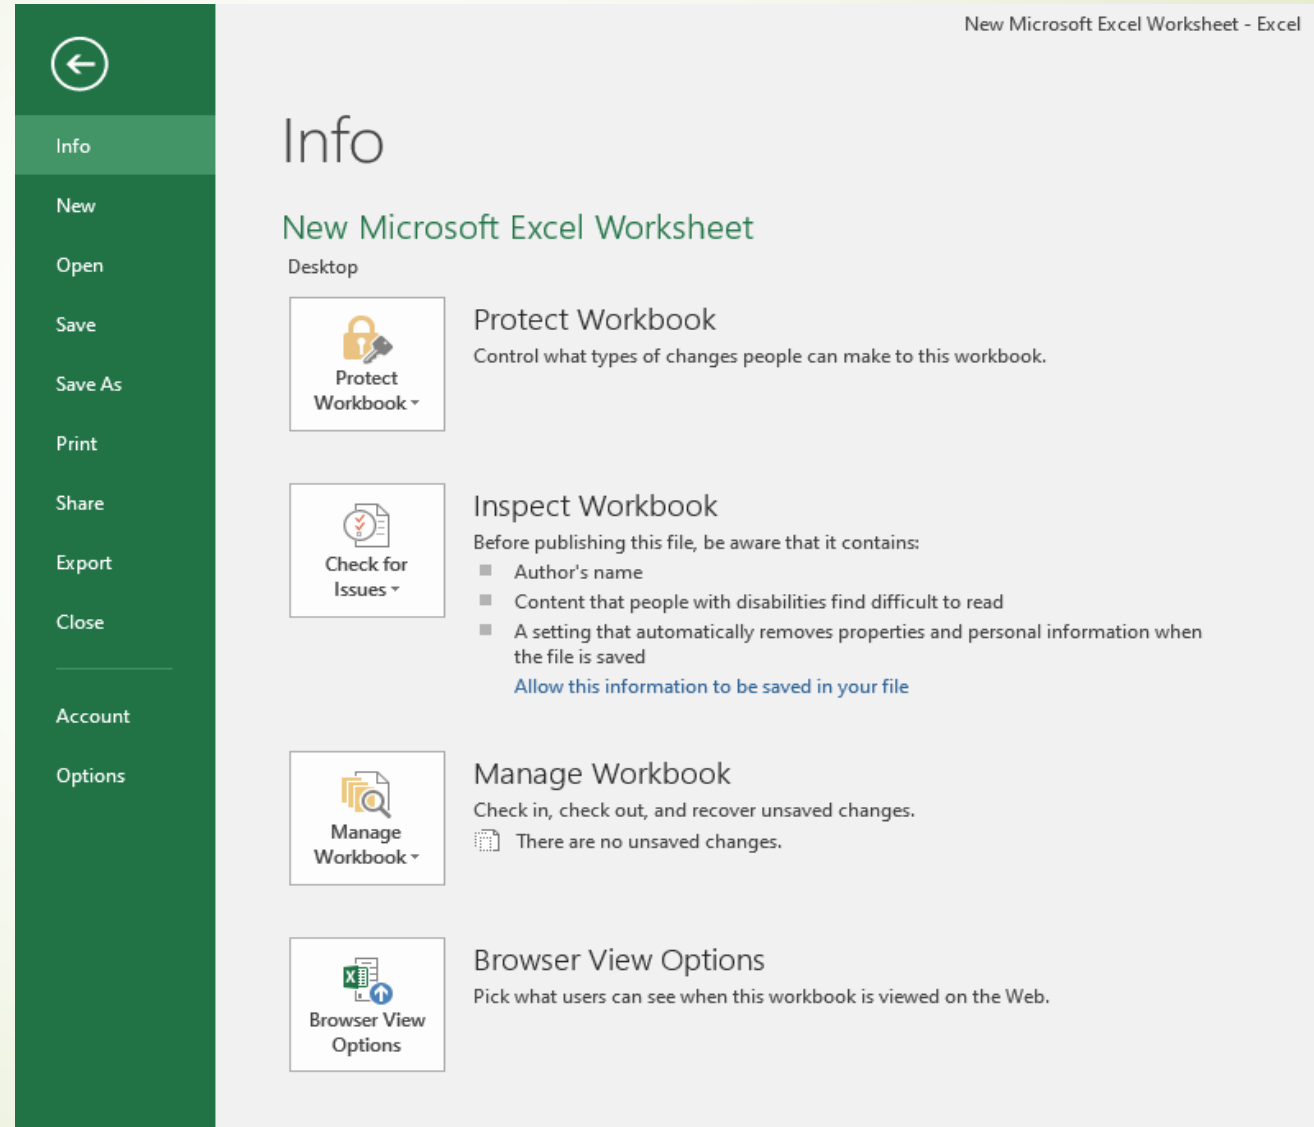 New Microsoft Excel Worksheet - Excel
Info
New
Open
Save
Save As
Print
Share
Export
Close
Account
Options
Info
New Microsoft Excel Worksheet
Desktop
Protect
Workbook
Protect Workbook
Control what types of changes people can make to this workbook.
Check for
Issues
Inspect Workbook
Before publishing this file, be aware that it contains:
Author's name
Content that people with disabilities find difficult to read
A setting that automatically removes properties and personal information when
the file is saved
Allow this information to be saved in your file
Manage
Workbook
Manage Workbook
Check in, check out, and recover unsaved changes.
There are no unsaved changes.
Browser View
Options
Browser View Options
Pick what users can see when this workbook is viewed on the Web.